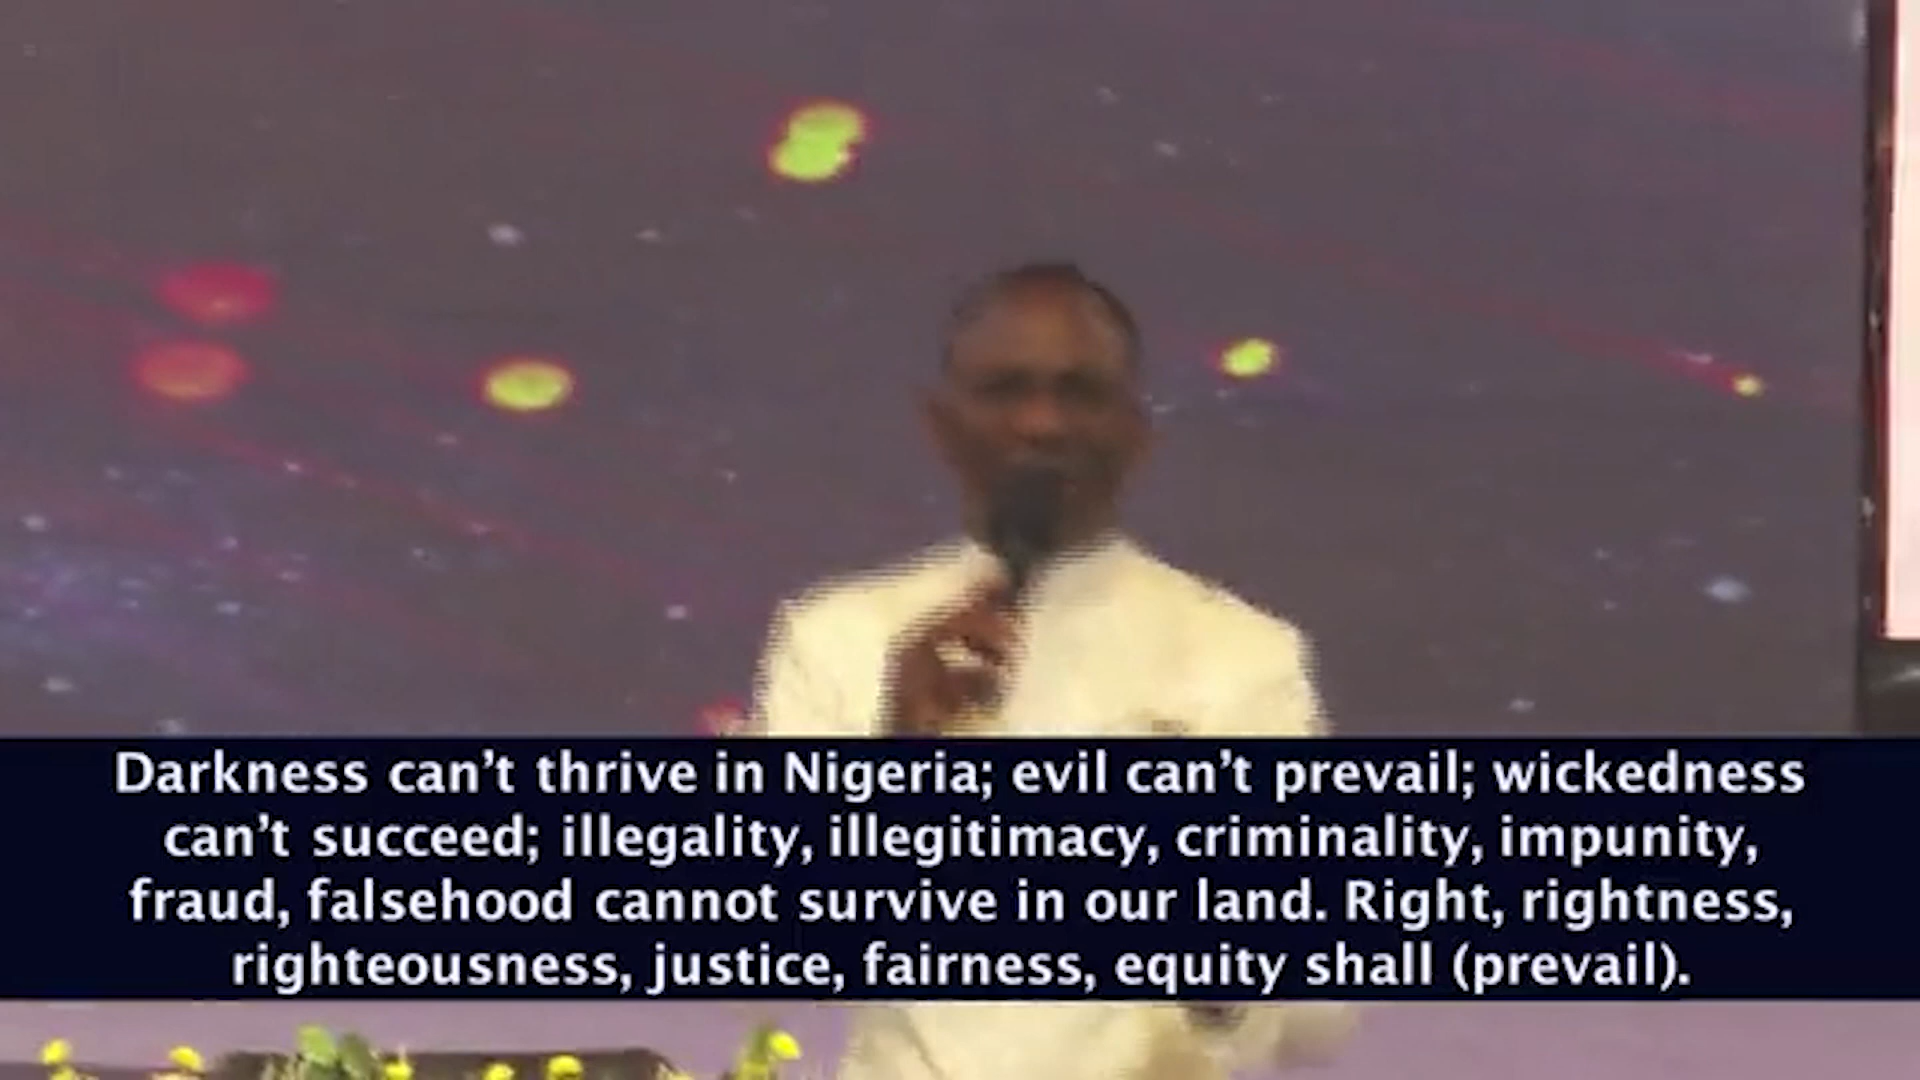 Darkness can’t thrive in Nigeria; evil can’t prevail; wickedness
can’t succeed; illegality, illegitimacy, criminality, impunity,
fraud, falsehood cannot survive in our land. Right, rightness,
righteousness, justice, fairness, equity shall (prevail).